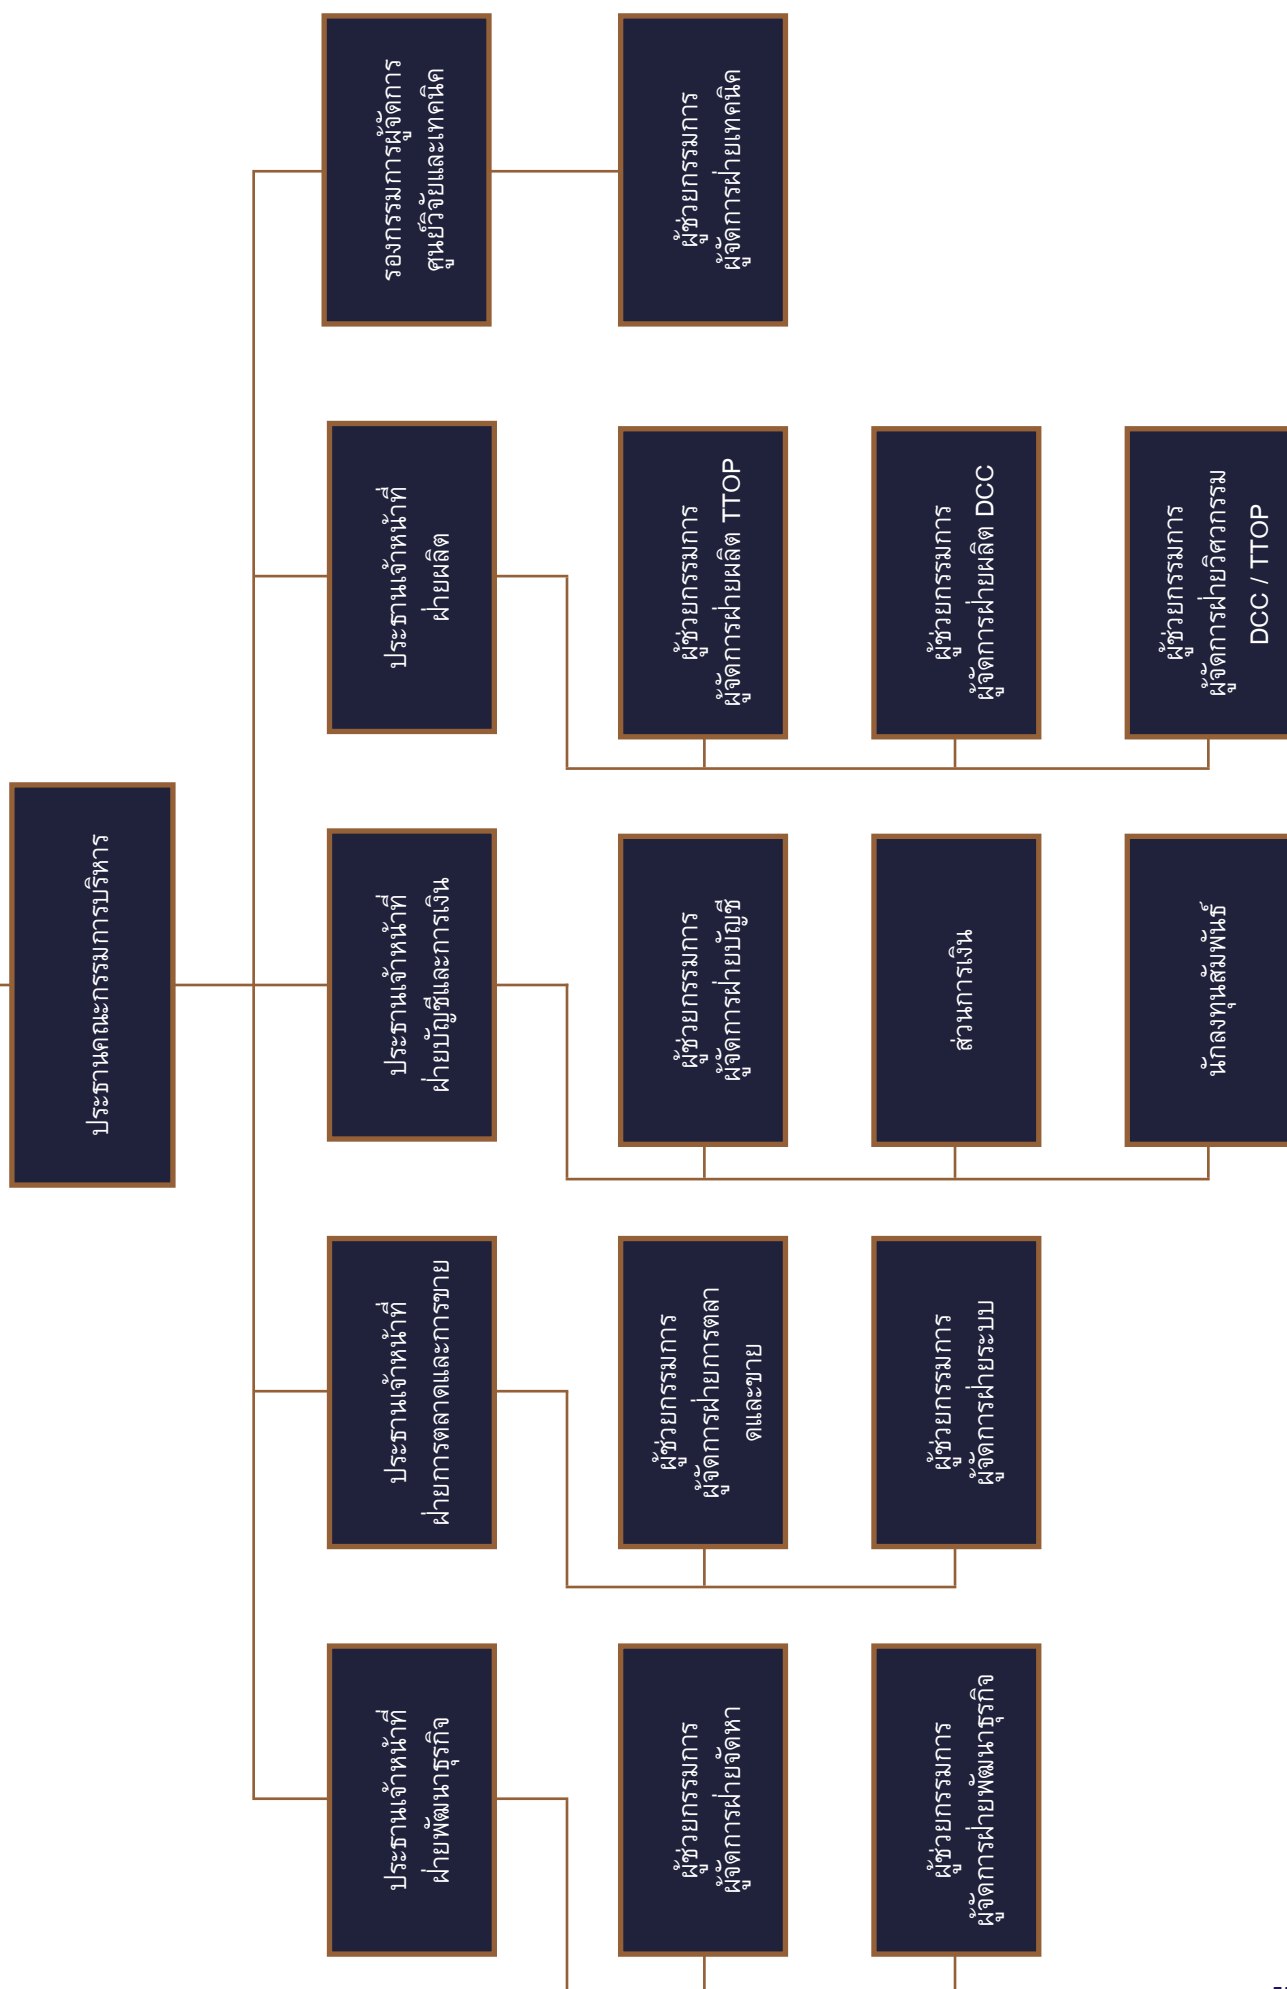 ประธานคณะกรรมการบริหาร
ประธานเจ้าหน้าที่
ฝ่ายพัฒนาธุรกิจ
ประธานเจ้าหน้าที่
ฝ่ายการตลาดและการขาย
ประธานเจ้าหน้าที่
ฝ่ายบัญชีและการเงิน
ประธานเจ้าหน้าที่
ฝ่ายผลิต
รองกรรมการผู้จัดการ
ศูนย์วิจัยและเทคนิค
ผู้ช่วยกรรมการ
ผู้จัดการฝ่ายจัดหา
ผู้ช่วยกรรมการ
ผู้จัดการฝ่ายการตลา
ดและขาย
ผู้ช่วยกรรมการ
ผู้จัดการฝ่ายบัญชี
ผู้ช่วยกรรมการ
ผู้จัดการฝ่ายผลิต TTOP
ผู้ช่วยกรรมการ
ผู้จัดการฝ่ายเทคนิค
ผู้ช่วยกรรมการ
ผู้จัดการฝ่ายพัฒนาธุรกิจ
ผู้ช่วยกรรมการ
ผู้จัดการฝ่ายระบบ
ส่วนการเงิน
ผู้ช่วยกรรมการ
ผู้จัดการฝ่ายผลิต DCC
นักลงทุนสัมพันธ์
ผู้ช่วยกรรมการ
ผู้จัดการฝ่ายวิศวกรรม
DCC / TTOP